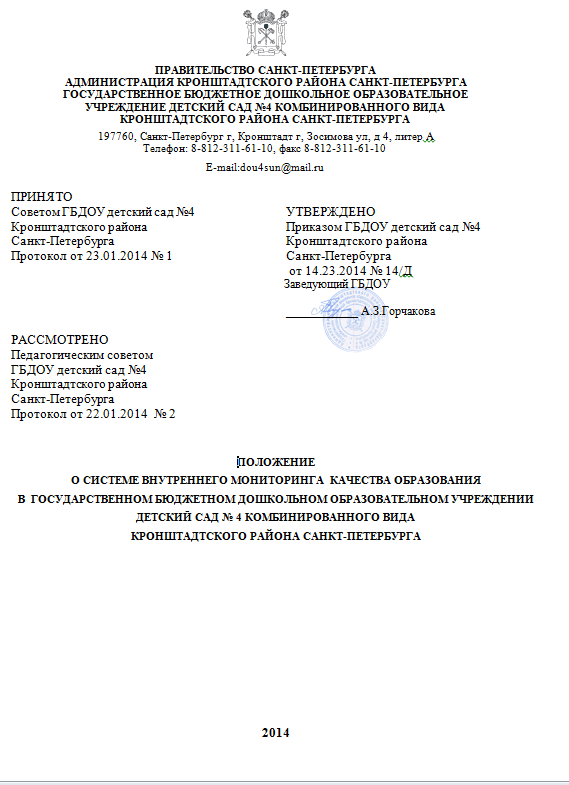 ПРАВИТЕЛЬСТВО САНКТ-ПЕТЕРБУРГА
АДМИНИСТРАЦИЯ КРОНШТАДТСКОГО РАЙОНА САНКТ-ПЕТЕРБУРГА
ГОСУДАРСТВЕННОЕ БЮДЖЕТНОЕ ДОШКОЛЬНОЕ ОБРАЗОВАТЕЛЬНОЕ
УЧРЕЖДЕНИЕ ДЕТСКИЙ САД №4 КОМБИНИРОВАННОГО ВИДА
КРОНШТАДТСКОГО РАЙОНА САНКТ-ПЕТЕРБУРГА
197760, Санкт-Петербург г, Кронштадт г, Зосимова ул, д 4, литер А
Телефон: 8-812-311-61-10, факс 8-812-311-61-10
E-mail:dou4sun@mail.ru
ПРИНЯТО
Советом ГБДОУ детский сад №4
Кронштадтского района
Санкт-Петербурга
Протокол от 23.01.2014 № 1
УТВЕРЖДЕНО
Приказом ГБДОУ детский сад №4
Кронштадтского района
Санкт-Петербурга
от 14.23.2014 № 14/Д
Заведующий ГБДОУ
____________ А.З.Горчакова
РАССМОТРЕНО
Педагогическим советом
ГБДОУ детский сад №4
Кронштадтского района
Санкт-Петербурга
Протокол от 22.01.2014 № 2
ПОЛОЖЕНИЕ
О СИСТЕМЕ ВНУТРЕННЕГО МОНИТОРИНГА КАЧЕСТВА ОБРАЗОВАНИЯ
В ГОСУДАРСТВЕННОМ БЮДЖЕТНОМ ДОШКОЛЬНОМ ОБРАЗОВАТЕЛЬНОМ УЧРЕЖДЕНИИ
ДЕТСКИЙ САД № 4 КОМБИНИРОВАННОГО ВИДА
КРОНШТАДТСКОГО РАЙОНА САНКТ-ПЕТЕРБУРГА
2014